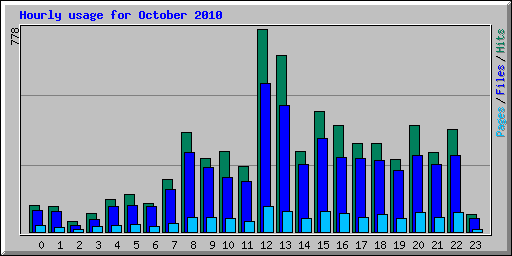 Hourly usage for October 2010
778
Pages / Files / Hits
0 1 2 3 4 5 6 7 8 9 10 11 12 13 14 15 16 17 18 19 20 21 22 23